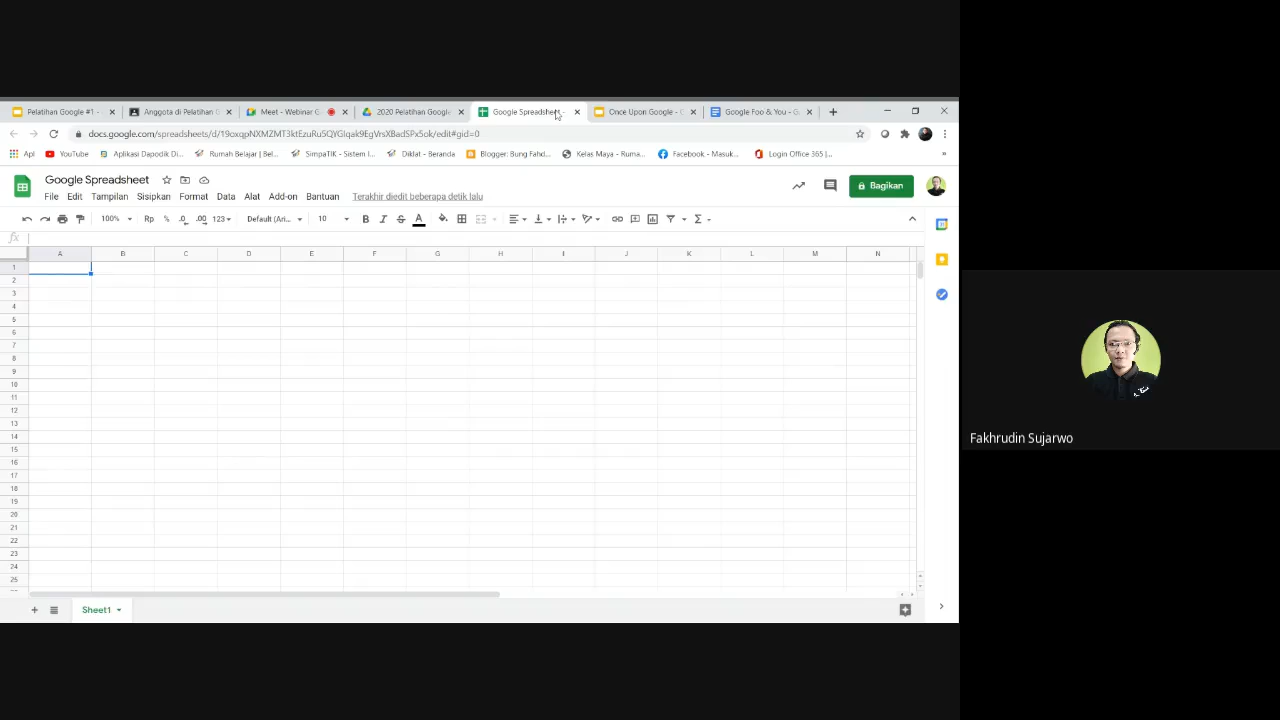 Pelatihan Google #1 -
Anggota di Pelatihan D
Meet - Webinar G
2020 Pelatihan Google
Google Spreadsheet -
Once Upon Google - G
Google Foo & You - G
docs.google.com/spreadsheets/d/
/edit#gid=0
Apl
YouTube
Aplikasi Dapodik Di...
Rumah Belajar | Bel...
SimpaTIK - Sistem I...
Diklat - Beranda
Blogger: Bung Fahd...
Kelas Maya - Ruma...
Facebook - Masuk...
Login Office 365 |...
»
Google Spreadsheet
File Edit Tampilan Sisipkan Format Data Alat Add-on Bantuan
Terakhir diedit beberapa detik lalu
Bagikan
100% Rp % .0 .00 123 Default (Ari... 10 B I S A
fx
A B C D E F G H I J K L M N
1
2
3
4
5
6
7
8
9
10
11
12
13
14
15
16
17
18
19
20
21
22
23
24
25
Sheet1
Fakhrudin Sujarwo